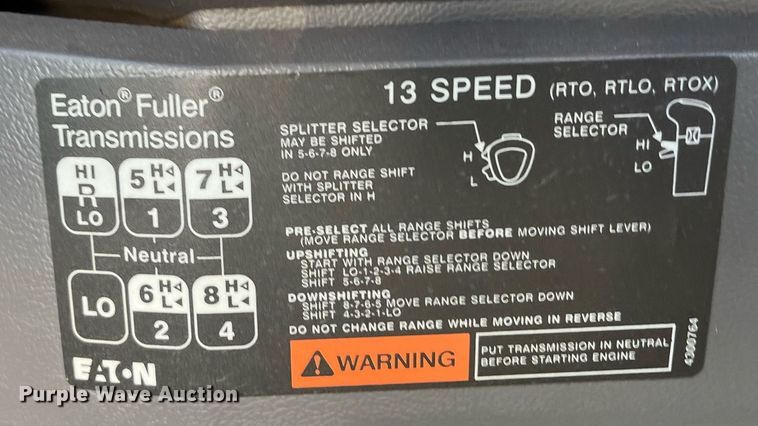 13 SPEED (RTO, RTLO, RTOX)
Eaton® Fuller®
Transmissions
HI
R
LO
5 H
L
1
7 H
L
3
Neutral
LO
6 H
L
2
8 H
L
4
EATON
SPLITTER SELECTOR
MAY BE SHIFTED
IN 5-6-7-8 ONLY
H
L
DO NOT RANGE SHIFT
WITH SPLITTER
SELECTOR IN H
RANGE
SELECTOR
HI
LO
PRE-SELECT ALL RANGE SHIFTS
(MOVE RANGE SELECTOR BEFORE MOVING SHIFT LEVER)
UPSHIFTING
START WITH RANGE SELECTOR DOWN
SHIFT LO-1-2-3-4 RAISE RANGE SELECTOR
SHIFT 5-6-7-8
DOWNSHIFTING
SHIFT 8-7-6-5 MOVE RANGE SELECTOR DOWN
SHIFT 4-3-2-1-LO
DO NOT CHANGE RANGE WHILE MOVING IN REVERSE
WARNING
PUT TRANSMISSION IN NEUTRAL
BEFORE STARTING ENGINE
4300764
Purple Wave Auction